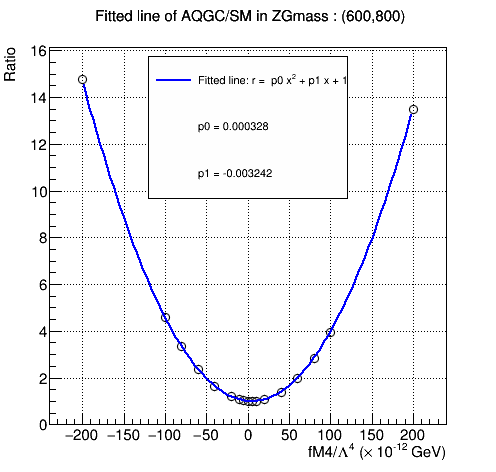 Fitted line of AQGC/SM in ZGmass : (600,800)
Ratio
16
14
12
10
8
6
4
2
0
Fitted line: r = p0 x² + p1 x + 1
p0 = 0.000328
p1 = -0.003242
−200 −150 −100 −50 0 50 100 150 200
fM4/Λ⁴ (× 10⁻¹² GeV)